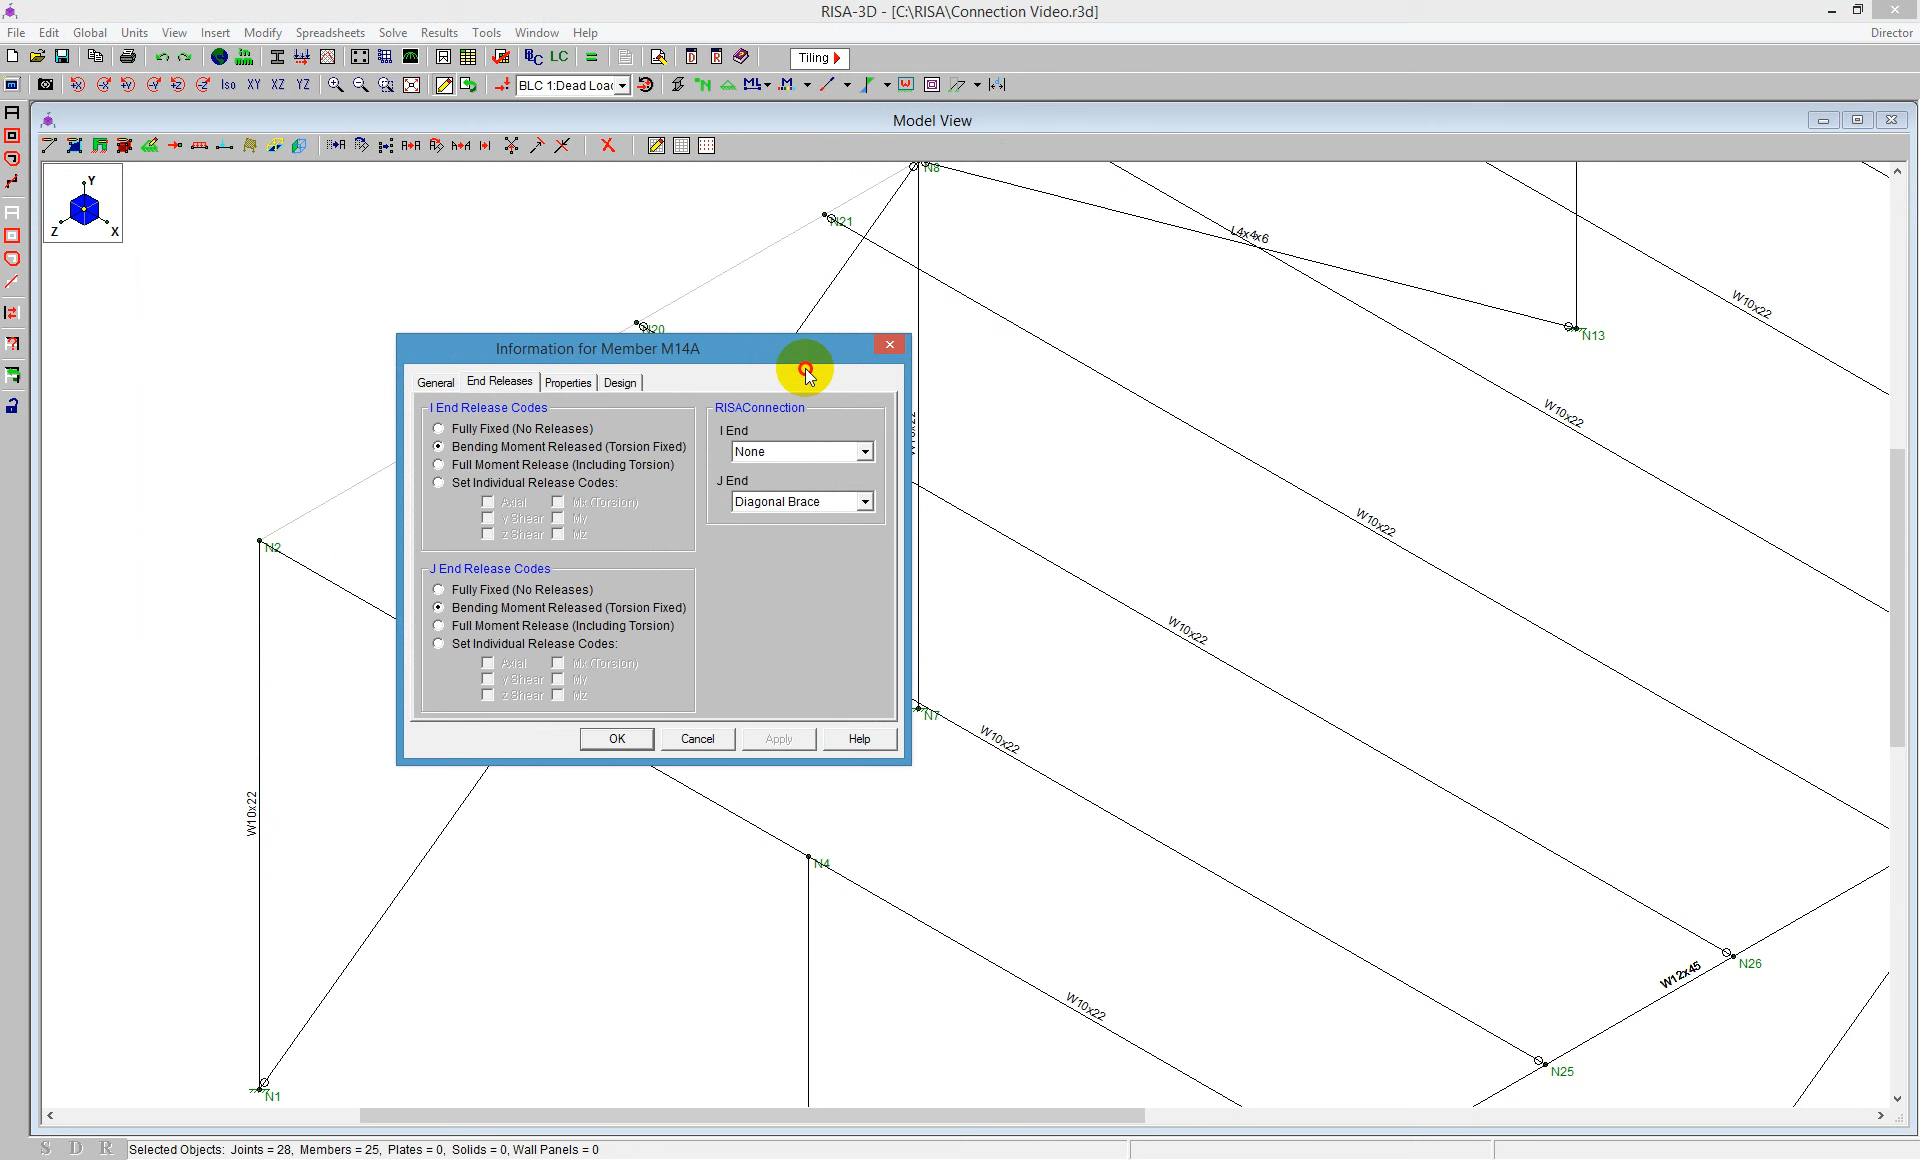 RISA-3D - [C:\RISA\Connection Video.r3d]
File Edit Global Units View Insert Modify Spreadsheets Solve Results Tools Window Help Director
Tiling
Iso XY XZ YZ BLC 1:Dead Load
Model View
Y
Z X
N8
N21
L4x4x6
W10x22
N20
N13
Information for Member M14A
General End Releases Properties Design
I End Release Codes
Fully Fixed (No Releases)
Bending Moment Released (Torsion Fixed)
Full Moment Release (Including Torsion)
Set Individual Release Codes:
Axial Mx (Torsion)
y Shear My
z Shear Mz
J End Release Codes
Fully Fixed (No Releases)
Bending Moment Released (Torsion Fixed)
Full Moment Release (Including Torsion)
Set Individual Release Codes:
Axial Mx (Torsion)
y Shear My
z Shear Mz
RISAConnection
I End
None
J End
Diagonal Brace
OK Cancel Apply Help
W10x22
W10x22
N2
W10x22
N7
W10x22
W10x22
N4
N26
W12x45
W10x22
N25
N1
S D R Selected Objects: Joints = 28, Members = 25, Plates = 0, Solids = 0, Wall Panels = 0